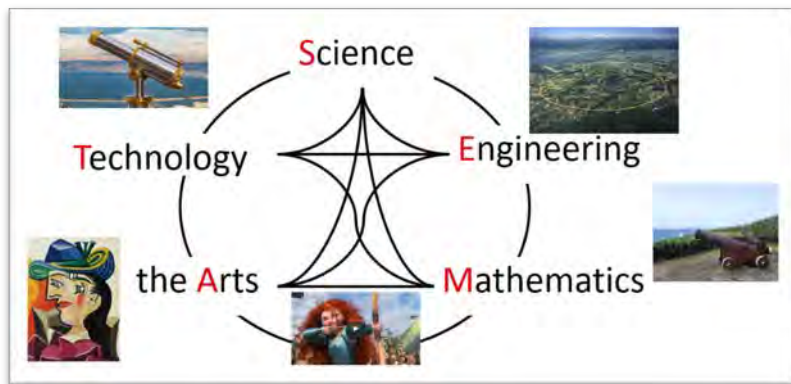 Science
Technology
Engineering
the Arts
Mathematics